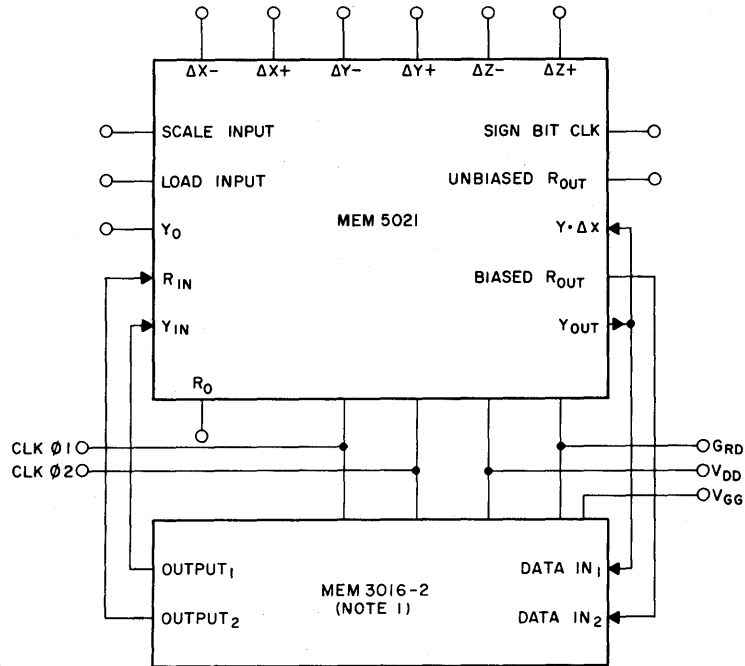 ΔX- ΔX+ ΔY- ΔY+ ΔZ- ΔZ+
SCALE INPUT SIGN BIT CLK
LOAD INPUT UNBIASED R_OUT
Y_O MEM 5021 Y·ΔX
R_IN BIASED R_OUT
Y_IN Y_OUT
R_O
CLK Ø1 G_RD
CLK Ø2 V_DD
V_GG
OUTPUT_1 DATA IN_1
MEM 3016-2
(NOTE 1)
OUTPUT_2 DATA IN_2